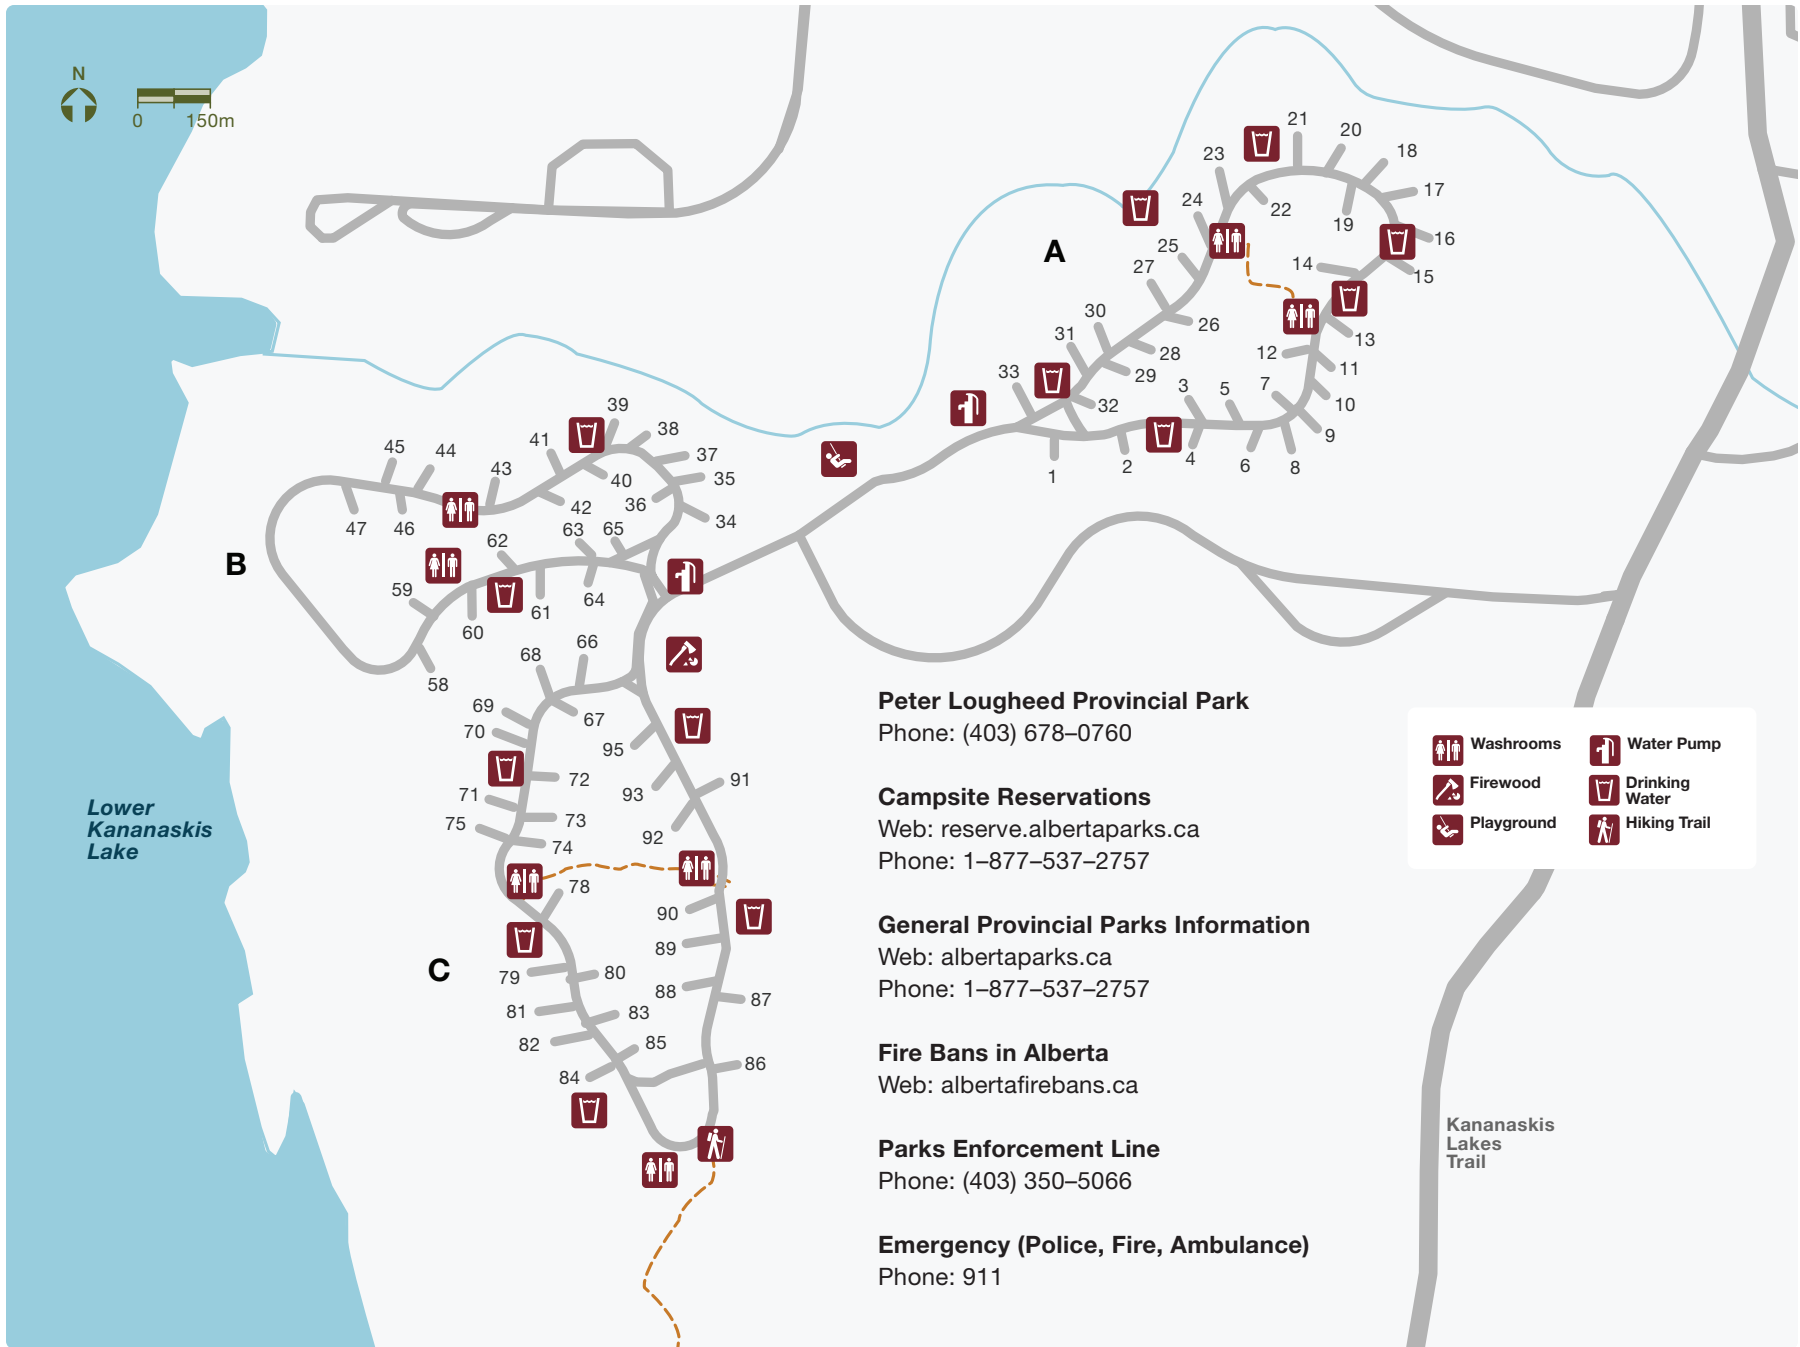 N
0 150m
21
20
18
23
17
24
22
19
16
A
25
14
15
27
30
26
13
31
12
28
11
33
29
3
5
7
32
10
39
38
9
45
44
41
37
1
2
4
6
8
43
40
35
36
47
46
42
34
63
65
62
B
59
61
64
60
66
68
58
69
67
70
95
72
91
71
93
73
75
92
74
78
90
89
C
79
80
88
87
81
83
82
85
86
84
Lower
Kananaskis
Lake
Peter Lougheed Provincial Park
Phone: (403) 678–0760
Campsite Reservations
Web: reserve.albertaparks.ca
Phone: 1–877–537–2757
General Provincial Parks Information
Web: albertaparks.ca
Phone: 1–877–537–2757
Fire Bans in Alberta
Web: albertafirebans.ca
Parks Enforcement Line
Phone: (403) 350–5066
Emergency (Police, Fire, Ambulance)
Phone: 911
Washrooms
Water Pump
Firewood
Drinking
Water
Playground
Hiking Trail
Kananaskis
Lakes
Trail